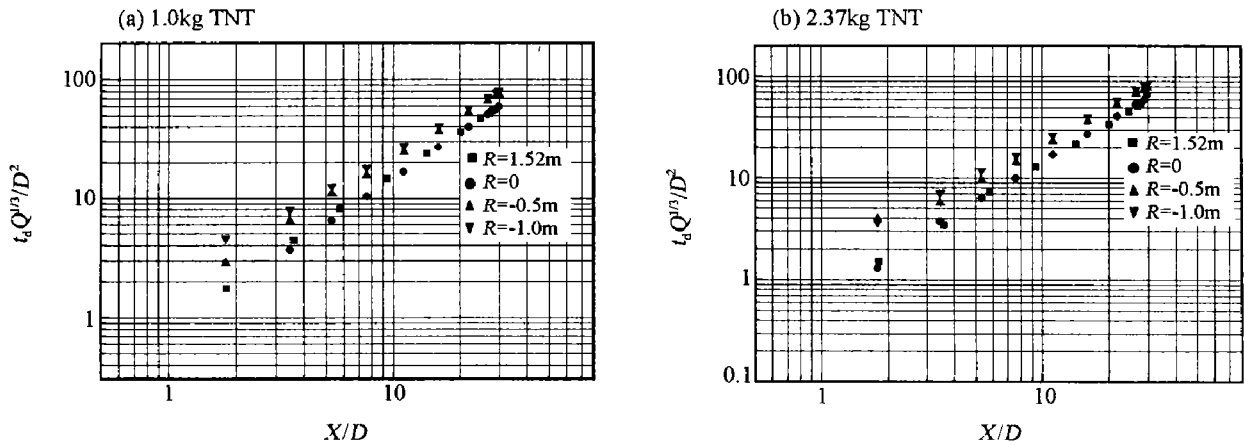 (a) 1.0kg TNT
100
10
1
1
10
t_d Q^{1/3}/D^2
X/D
■ R=1.52m
● R=0
▲ R=-0.5m
▼ R=-1.0m
(b) 2.37kg TNT
100
10
1
0.1
1
10
t_d Q^{1/3}/D^2
X/D
■ R=1.52m
● R=0
▲ R=-0.5m
▼ R=-1.0m